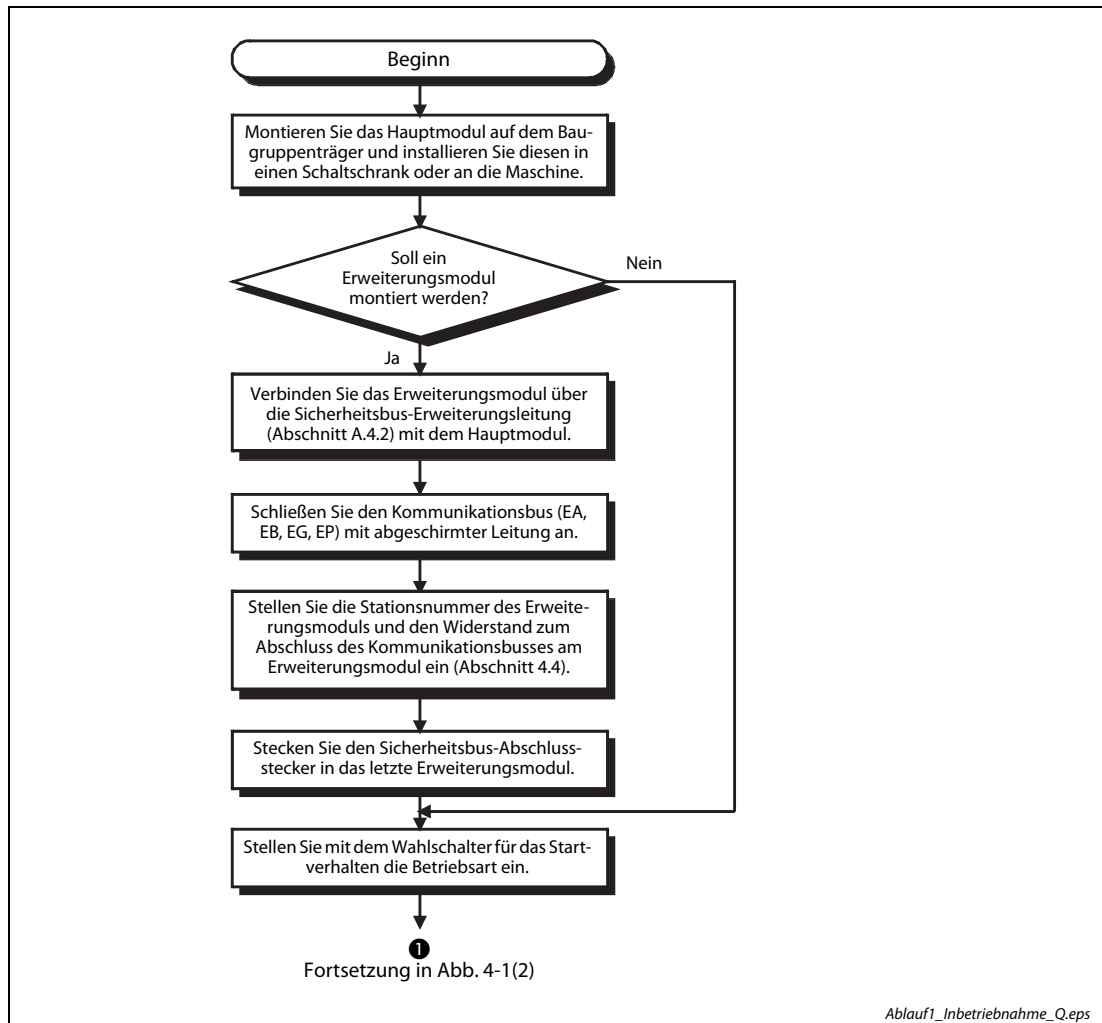 Beginn
Montieren Sie das Hauptmodul auf dem Bau-
gruppenträger und installieren Sie diesen in
einen Schaltschrank oder an die Maschine.
Soll ein
Erweiterungsmodul
montiert werden?
Nein
Ja
Verbinden Sie das Erweiterungsmodul über
die Sicherheitsbus-Erweiterungsleitung
(Abschnitt A.4.2) mit dem Hauptmodul.
Schließen Sie den Kommunikationsbus (EA,
EB, EG, EP) mit abgeschirmter Leitung an.
Stellen Sie die Stationsnummer des Erweite-
rungsmoduls und den Widerstand zum
Abschluss des Kommunikationsbusses am
Erweiterungsmodul ein (Abschnitt 4.4).
Stecken Sie den Sicherheitsbus-Abschluss-
stecker in das letzte Erweiterungsmodul.
Stellen Sie mit dem Wahlschalter für das Start-
verhalten die Betriebsart ein.
❶
Fortsetzung in Abb. 4-1(2)
Ablauf1_Inbetriebnahme_Q.eps